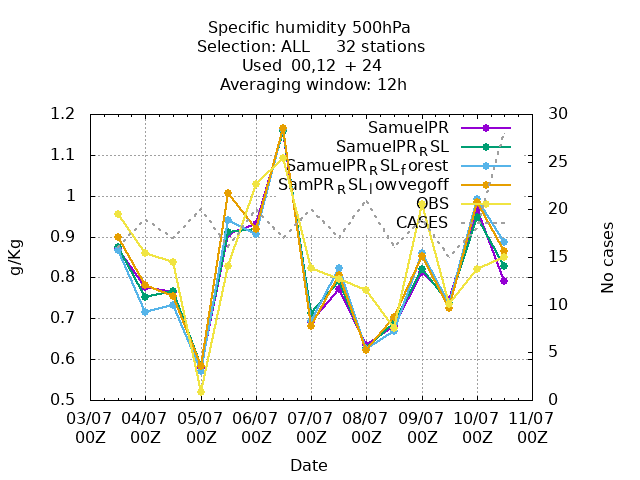 Specific humidity 500hPa
Selection: ALL 32 stations
Used 00,12 + 24
Averaging window: 12h
1.2
1.1
1
0.9
0.8
0.7
0.6
0.5
g/Kg
30
25
20
15
10
5
0
No cases
SamuelPR
SamuelPR_RSL
SamuelPR_RSL_forest
SamPR_RSL_lowvegoff
OBS
CASES
03/07 04/07 05/07 06/07 07/07 08/07 09/07 10/07 11/07
00Z 00Z 00Z 00Z 00Z 00Z 00Z 00Z 00Z
Date